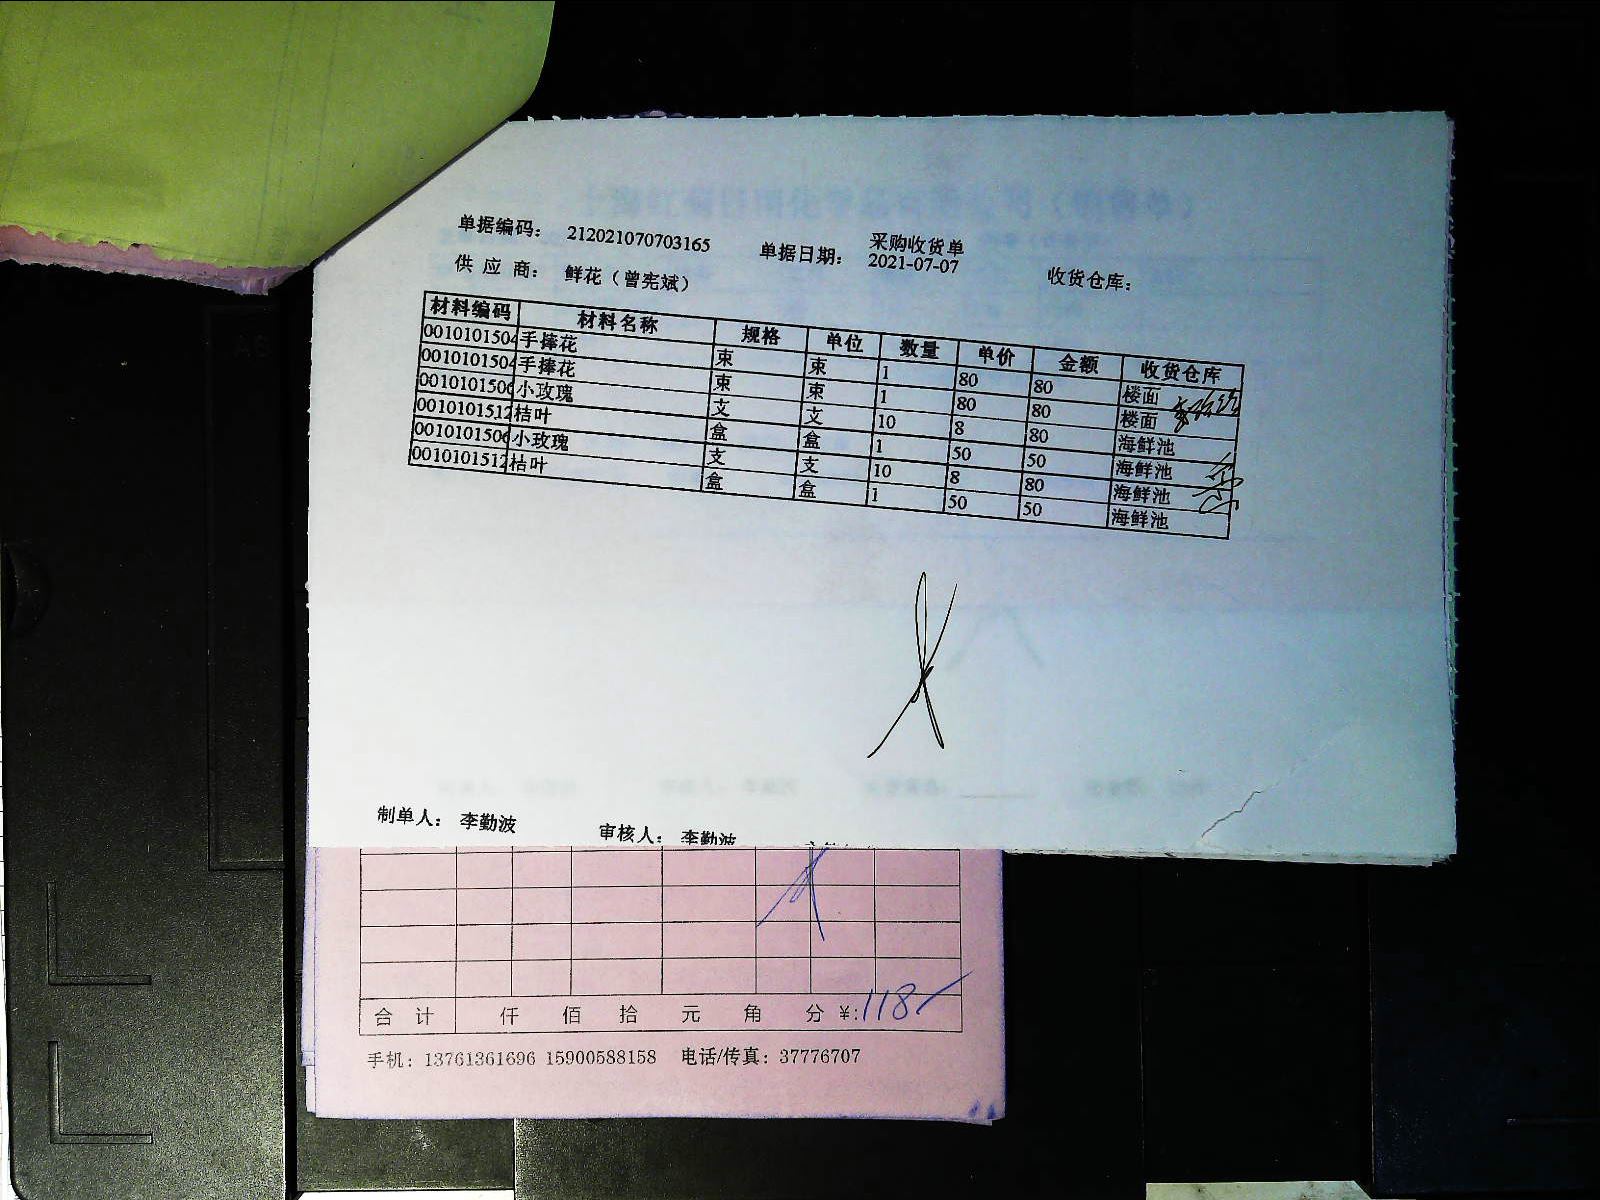 采购收货单
单据编码： 212021070703165 单据日期： 2021-07-07 收货仓库：
供 应 商： 鲜花（曾宪斌）
材料编码 材料名称 规格 单位 数量 单价 金额 收货仓库
0010101504 手捧花 束 束 1 80 80 楼面
0010101504 手捧花 束 束 1 80 80 楼面
001010150 小玫瑰 支 支 10 8 80 海鲜池
0010101512 桔叶 盒 盒 1 50 50 海鲜池
001010150 小玫瑰 支 支 10 8 80 海鲜池
0010101512 桔叶 盒 盒 1 50 50 海鲜池
制单人： 李勤波 审核人： 李勤波
合 计 仟 佰 拾 元 角 分 ¥:118
手机：13761361696 15900588158 电话/传真：37776707